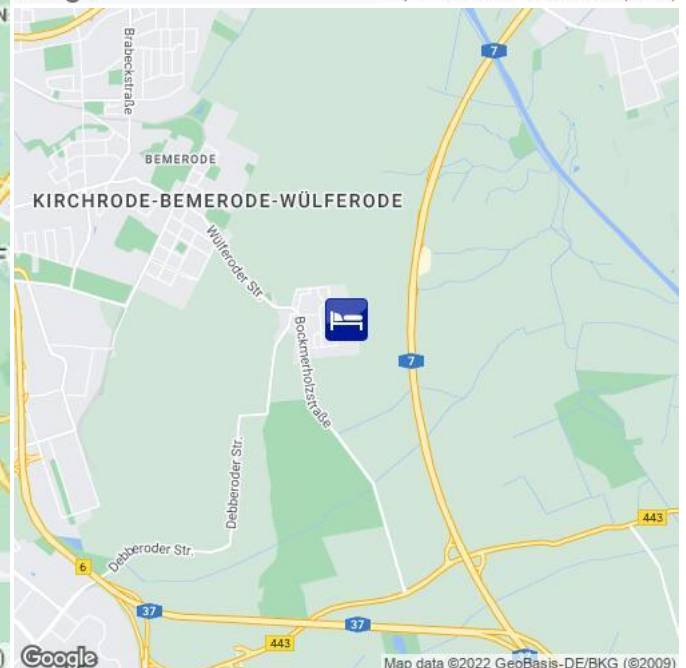 Brabeckstraße
7
BEMERODE
KIRCHRODE-BEMERODE-WÜLFERODE
Wülferoder Str.
Bockmerholzstraße
7
Debberoder Str.
443
Debberoder Str.
6
37
37
443
Google
Map data ©2022 GeoBasis-DE/BKG (©2009)